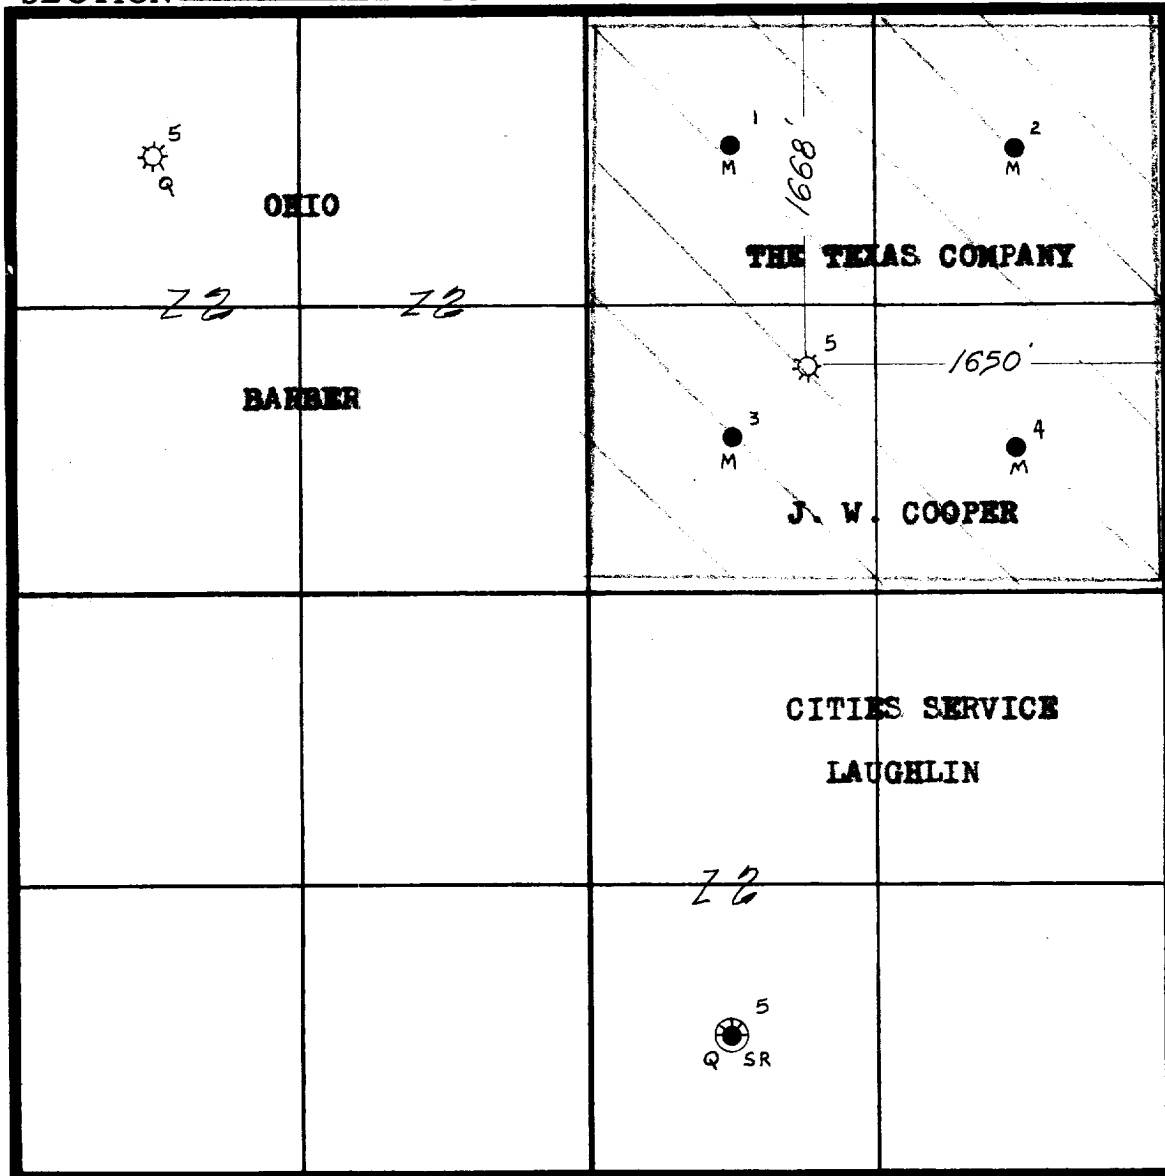 5
Q
OHIO
Z2 Z2
BARBER
1
M
2
M
1668'
THE TEXAS COMPANY
5
1650'
3
M
4
M
J. W. COOPER
CITIES SERVICE
LAUGHLIN
Z2
5
Q SR